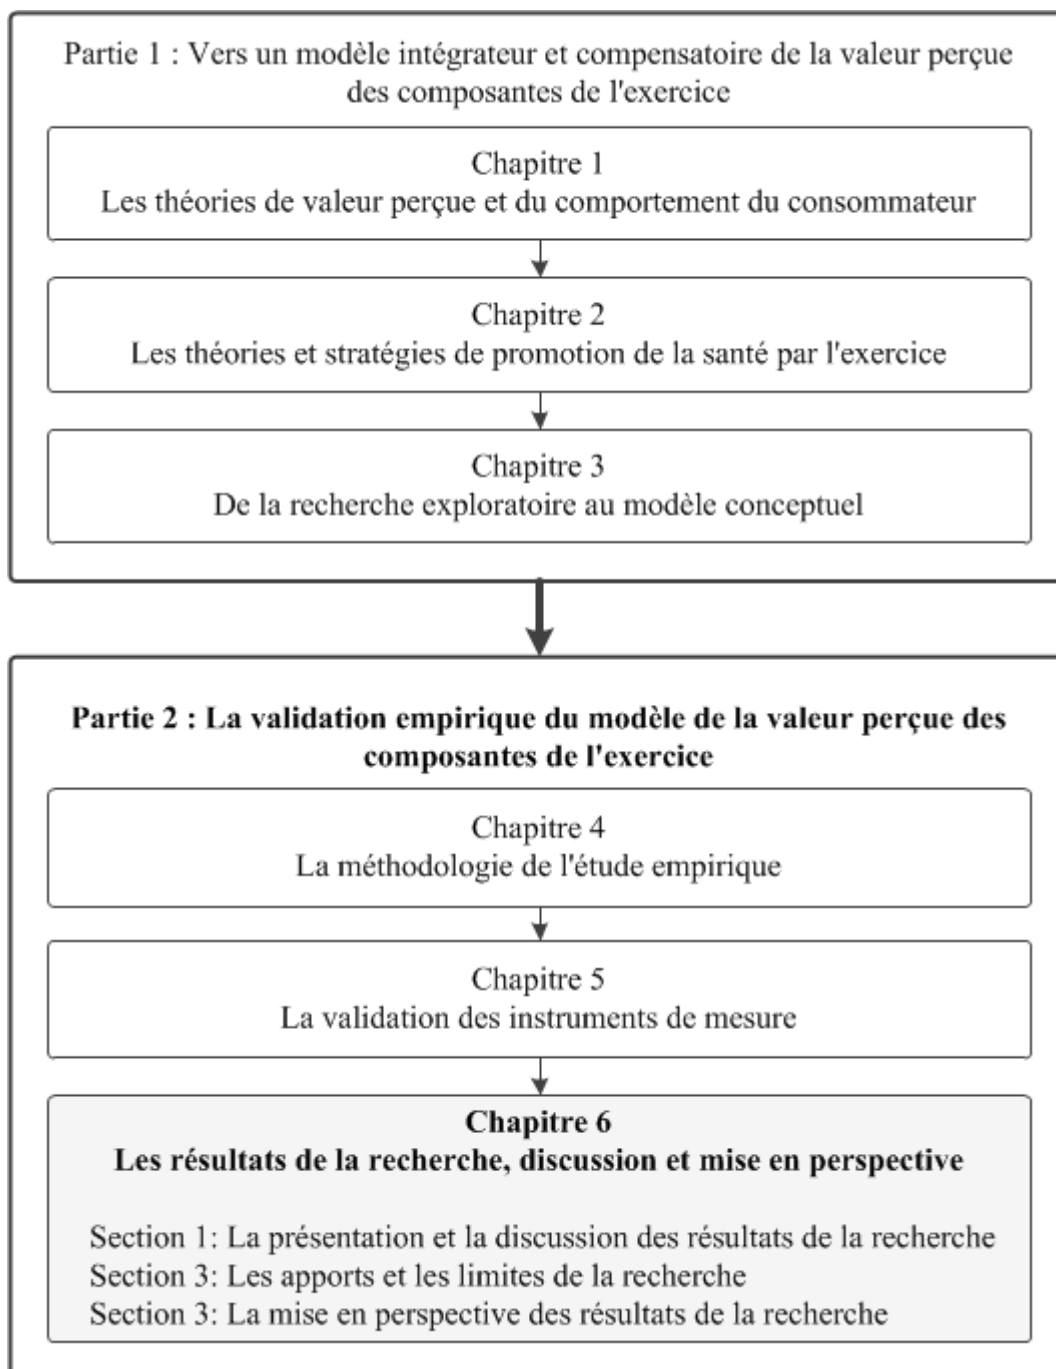 Partie 1 : Vers un modèle intégrateur et compensatoire de la valeur perçue
des composantes de l'exercice
Chapitre 1
Les théories de valeur perçue et du comportement du consommateur
Chapitre 2
Les théories et stratégies de promotion de la santé par l'exercice
Chapitre 3
De la recherche exploratoire au modèle conceptuel
Partie 2 : La validation empirique du modèle de la valeur perçue des
composantes de l'exercice
Chapitre 4
La méthodologie de l'étude empirique
Chapitre 5
La validation des instruments de mesure
Chapitre 6
Les résultats de la recherche, discussion et mise en perspective
Section 1: La présentation et la discussion des résultats de la recherche
Section 3: Les apports et les limites de la recherche
Section 3: La mise en perspective des résultats de la recherche